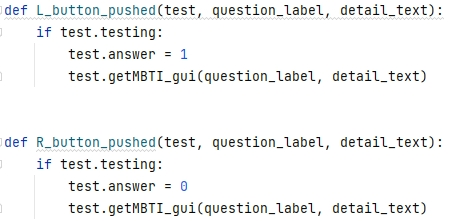 def L_button_pushed(test, question_label, detail_text):
    if test.testing:
        test.answer = 1
        test.getMBTI_gui(question_label, detail_text)
def R_button_pushed(test, question_label, detail_text):
    if test.testing:
        test.answer = 0
        test.getMBTI_gui(question_label, detail_text)